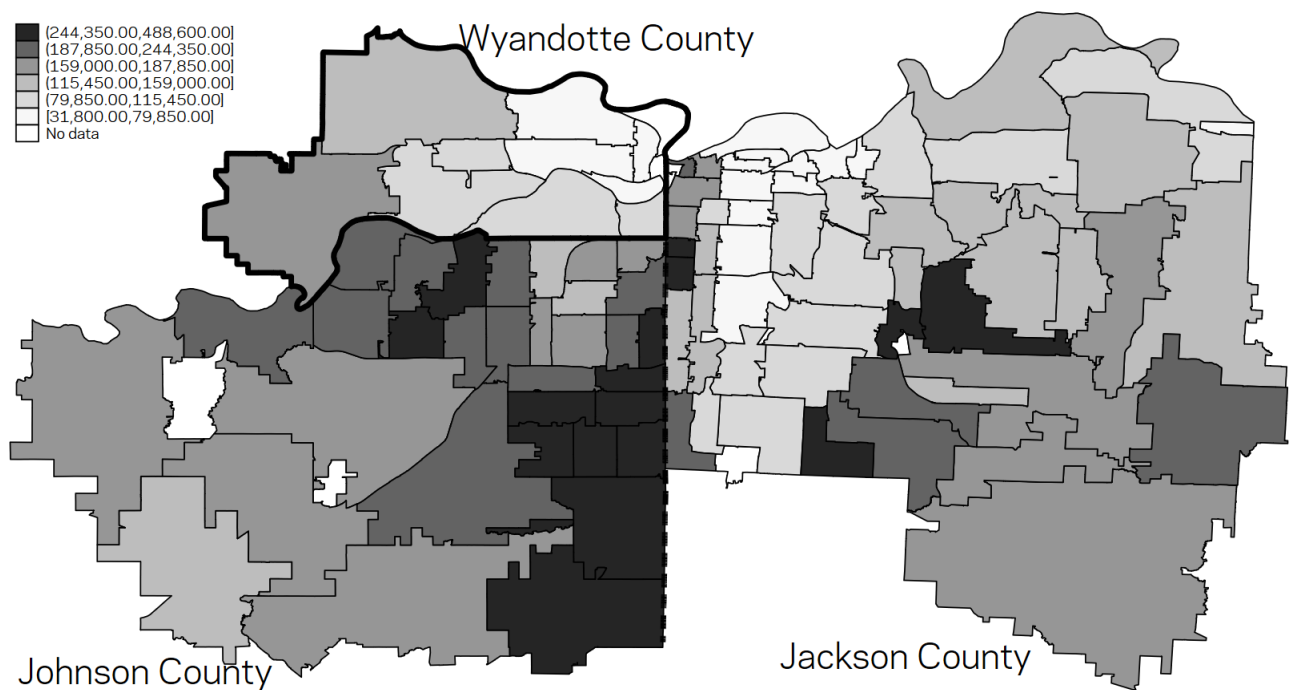 Wyandotte County
(244,350.00,488,600.00]
(187,850.00,244,350.00]
(159,000.00,187,850.00]
(115,450.00,159,000.00]
(79,850.00,115,450.00]
[31,800.00,79,850.00]
No data
Johnson County
Jackson County